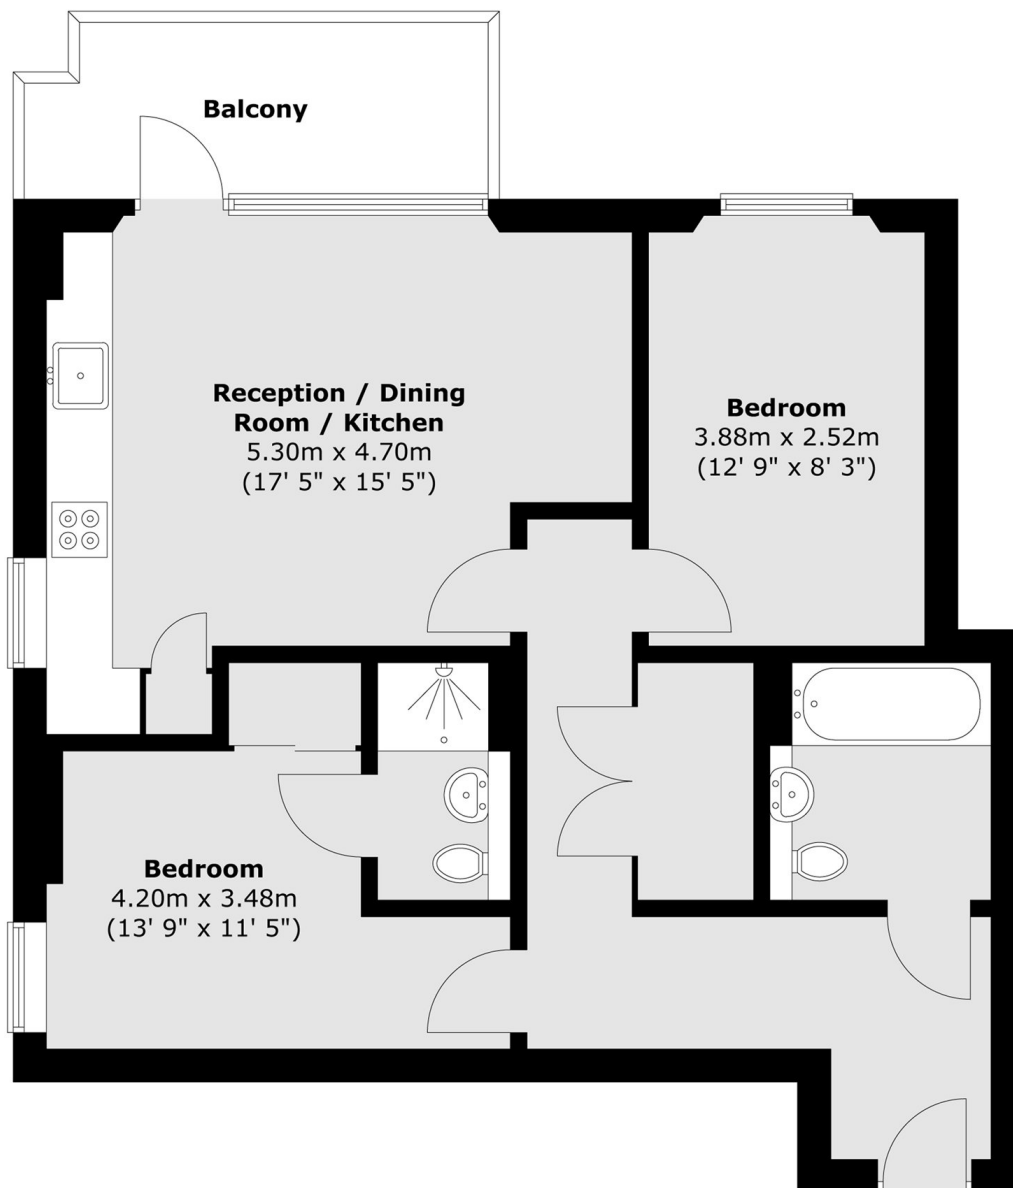 Balcony
Reception / Dining
Room / Kitchen
5.30m x 4.70m
(17' 5" x 15' 5")
Bedroom
3.88m x 2.52m
(12' 9" x 8' 3")
Bedroom
4.20m x 3.48m
(13' 9" x 11' 5")